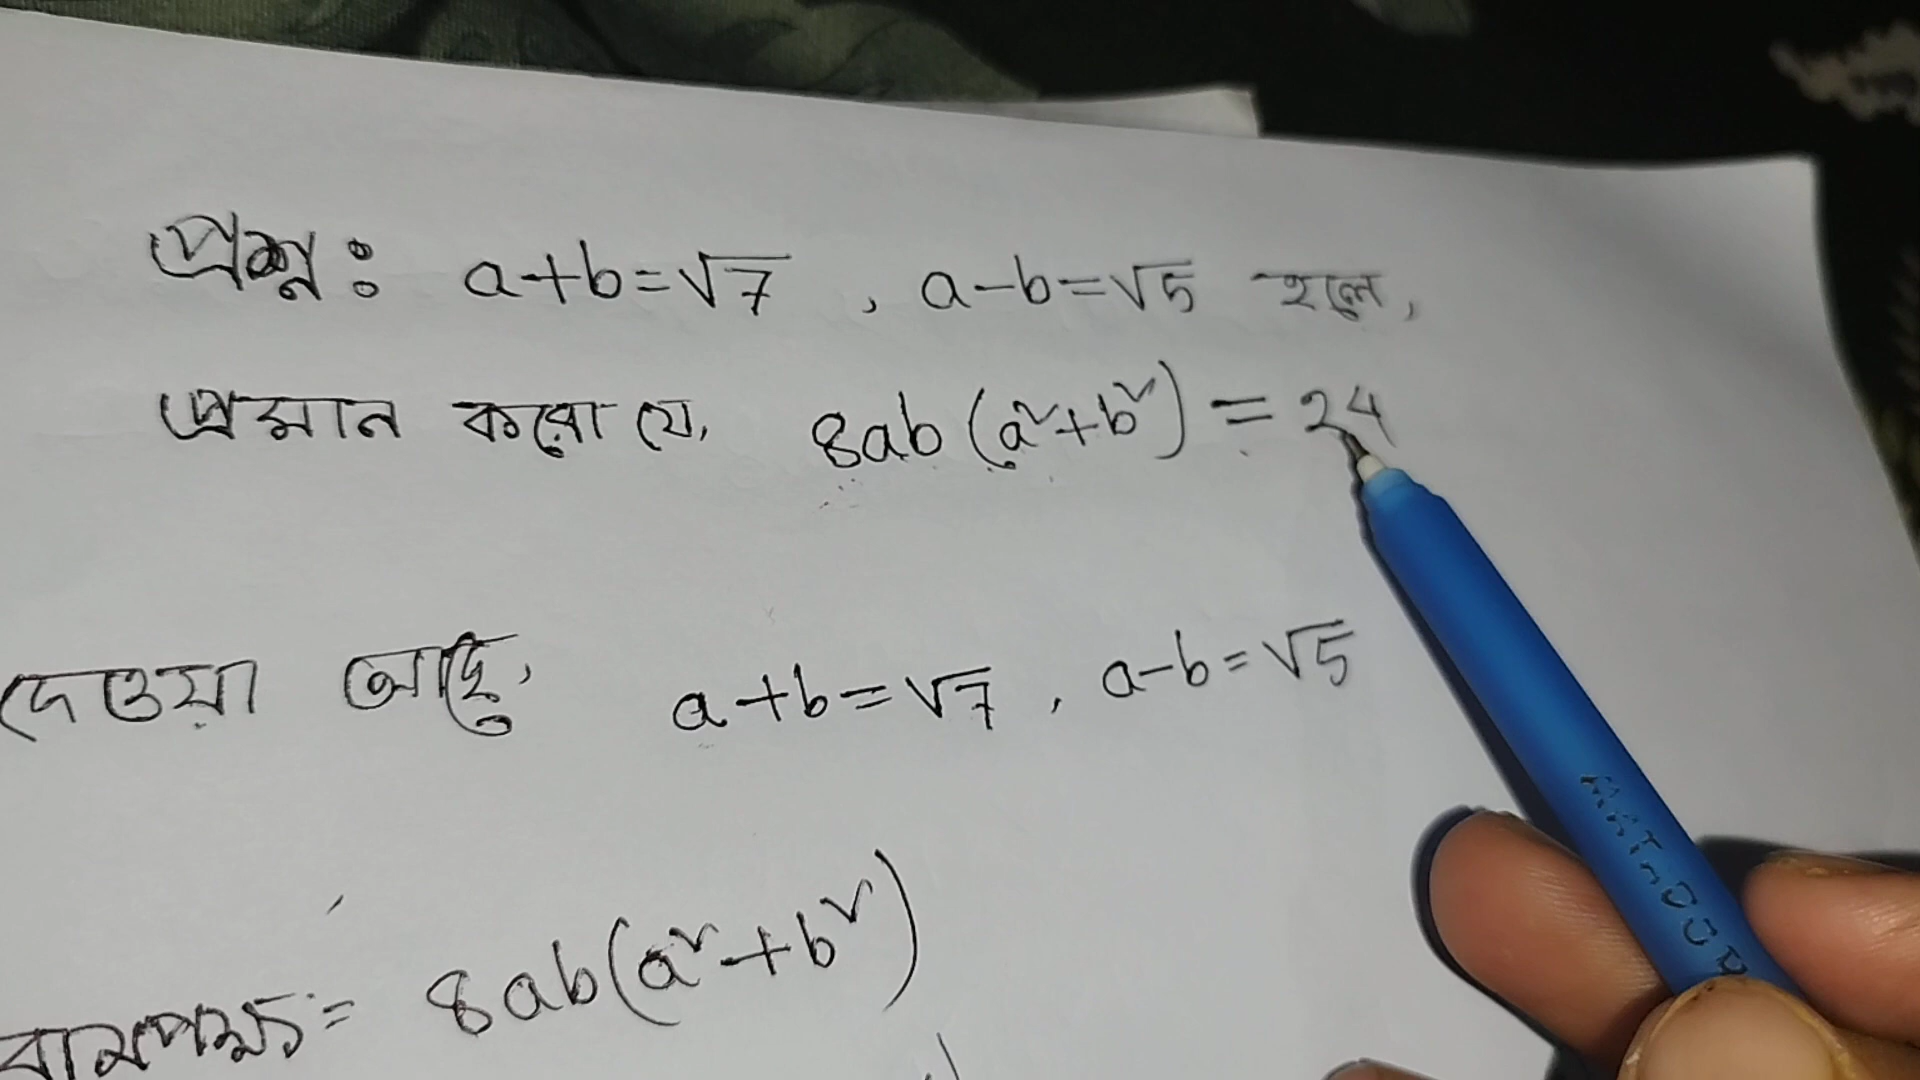 প্রশ্ন: a+b=√7, a-b=√5 হলে,
প্রমান করো যে, 8ab(a²+b²) = 24
দেওয়া আছে, a+b=√7, a-b=√5
বামপক্ষ = 8ab(a²+b²)